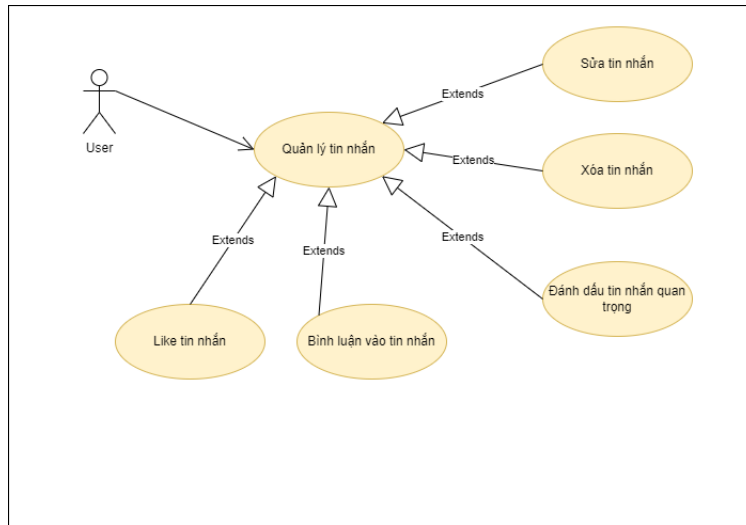 Sửa tin nhắn
Extends
User
Quản lý tin nhắn
Extends
Xóa tin nhắn
Extends
Extends
Extends
Đánh dấu tin nhắn quan
trọng
Like tin nhắn
Bình luận vào tin nhắn